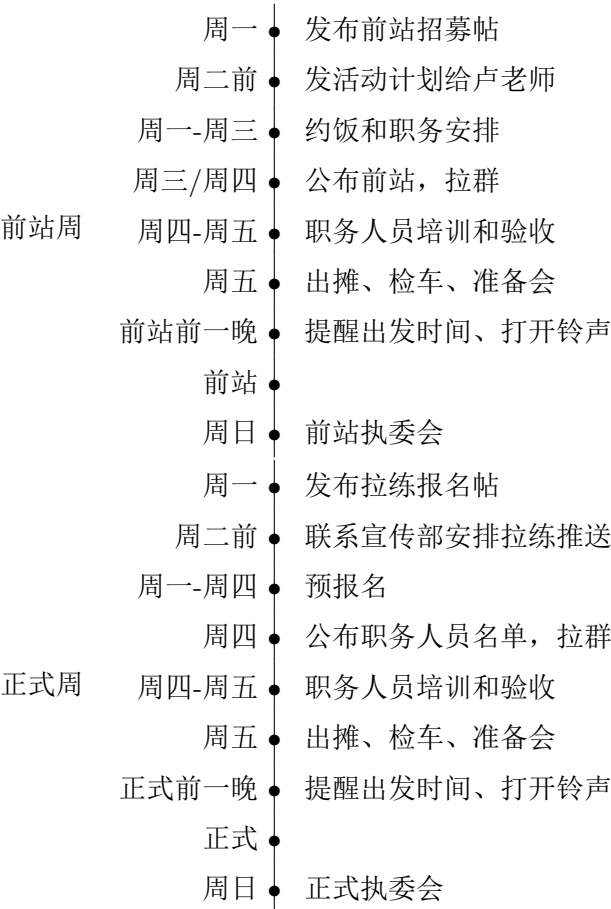 周一 发布前站招募帖
周二前 发活动计划给卢老师
周一-周三 约饭和职务安排
周三/周四 公布前站，拉群
前站周 周四-周五 职务人员培训和验收
周五 出摊、检车、准备会
前站前一晚 提醒出发时间、打开铃声
前站
周日 前站执委会
周一 发布拉练报名帖
周二前 联系宣传部安排拉练推送
周一-周四 预报名
周四 公布职务人员名单，拉群
正式周 周四-周五 职务人员培训和验收
周五 出摊、检车、准备会
正式前一晚 提醒出发时间、打开铃声
正式
周日 正式执委会